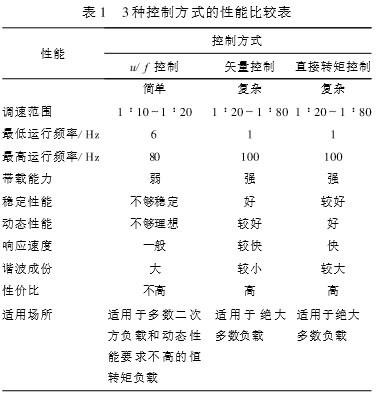 表1 3种控制方式的性能比较表
性能 控制方式
u/f 控制 矢量控制 直接转矩控制
简单 复杂 复杂
调速范围 1∶10~1∶20 1∶20~1∶80 1∶20~1∶80
最低运行频率/Hz 6 1 1
最高运行频率/Hz 80 100 100
带载能力 弱 强 强
稳定性能 不够稳定 好 较好
动态性能 不够理想 较好 好
响应速度 一般 较快 快
谐波成份 大 较小 较大
性价比 不高 高 高
适用场所 适用于多数二次 适用于绝大 适用于绝大
方负载和动态性 多数负载 多数负载
能要求不高的恒
转矩负载